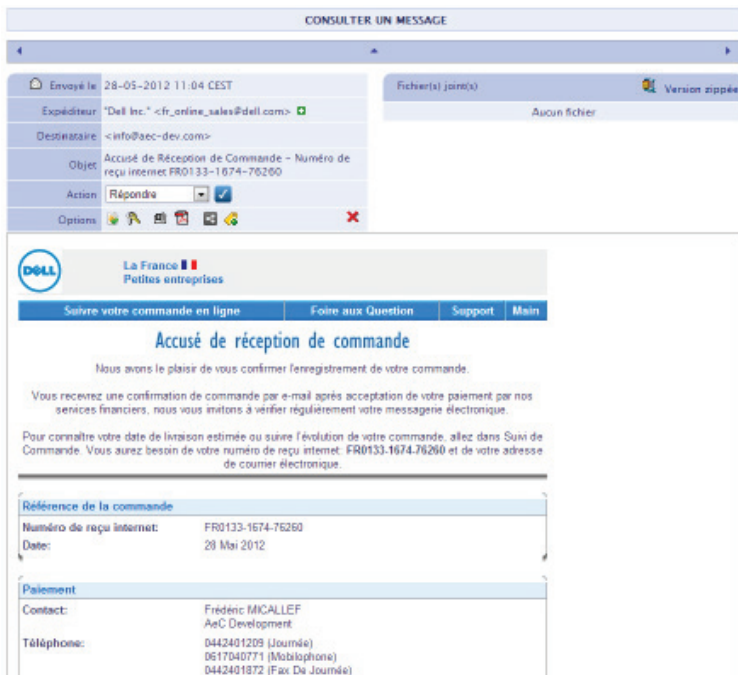 CONSULTER UN MESSAGE
Envoyé le 28-05-2012 11:04 CEST
Expéditeur "Dell Inc." <fr_online_sales@dell.com>
Destinataire <info@aec-dev.com>
Objet Accusé de Réception de Commande - Numéro de
reçu internet FR0133-1674-76260
Action Répondre
Options
Fichier(s) joint(s) Version zippée
Aucun fichier
DELL
La France
Petites entreprises
Suivre votre commande en ligne Foire aux Question Support Main
Accusé de réception de commande
Nous avons le plaisir de vous confirmer l'enregistrement de votre commande.
Vous recevrez une confirmation de commande par e-mail après acceptation de votre paiement par nos
services financiers, nous vous invitons à vérifier régulièrement votre messagerie électronique.
Pour connaître votre date de livraison estimée ou suivre l'évolution de votre commande, allez dans Suivi de
Commande. Vous aurez besoin de votre numéro de reçu internet: FR0133-1674-76260 et de votre adresse
de courrier électronique.
Référence de la commande
Numéro de reçu internet: FR0133-1674-76260
Date: 28 Mai 2012
Paiement
Contact: Frédéric MICALLEF
AeC Development
Téléphone: 0442401209 (Journée)
0617040771 (Mobilophone)
0442401872 (Fax De Journée)